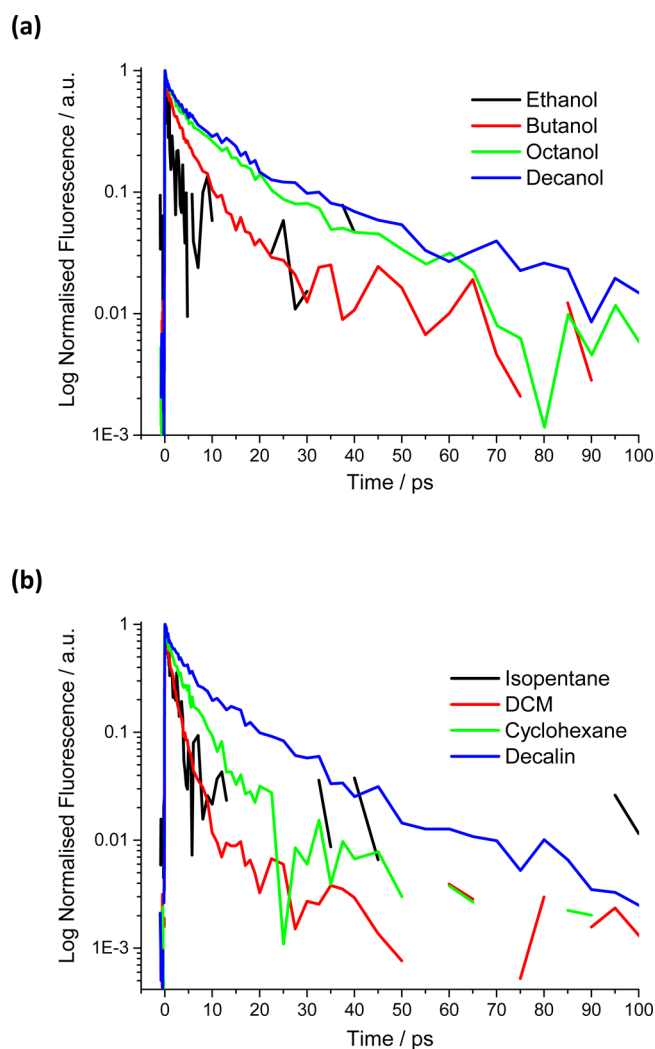 (a)
Log Normalised Fluorescence / a.u.
1
0.1
0.01
1E-3
Ethanol
Butanol
Octanol
Decanol
0 10 20 30 40 50 60 70 80 90 100
Time / ps
(b)
Log Normalised Fluorescence / a.u.
1
0.1
0.01
1E-3
Isopentane
DCM
Cyclohexane
Decalin
0 10 20 30 40 50 60 70 80 90 100
Time / ps